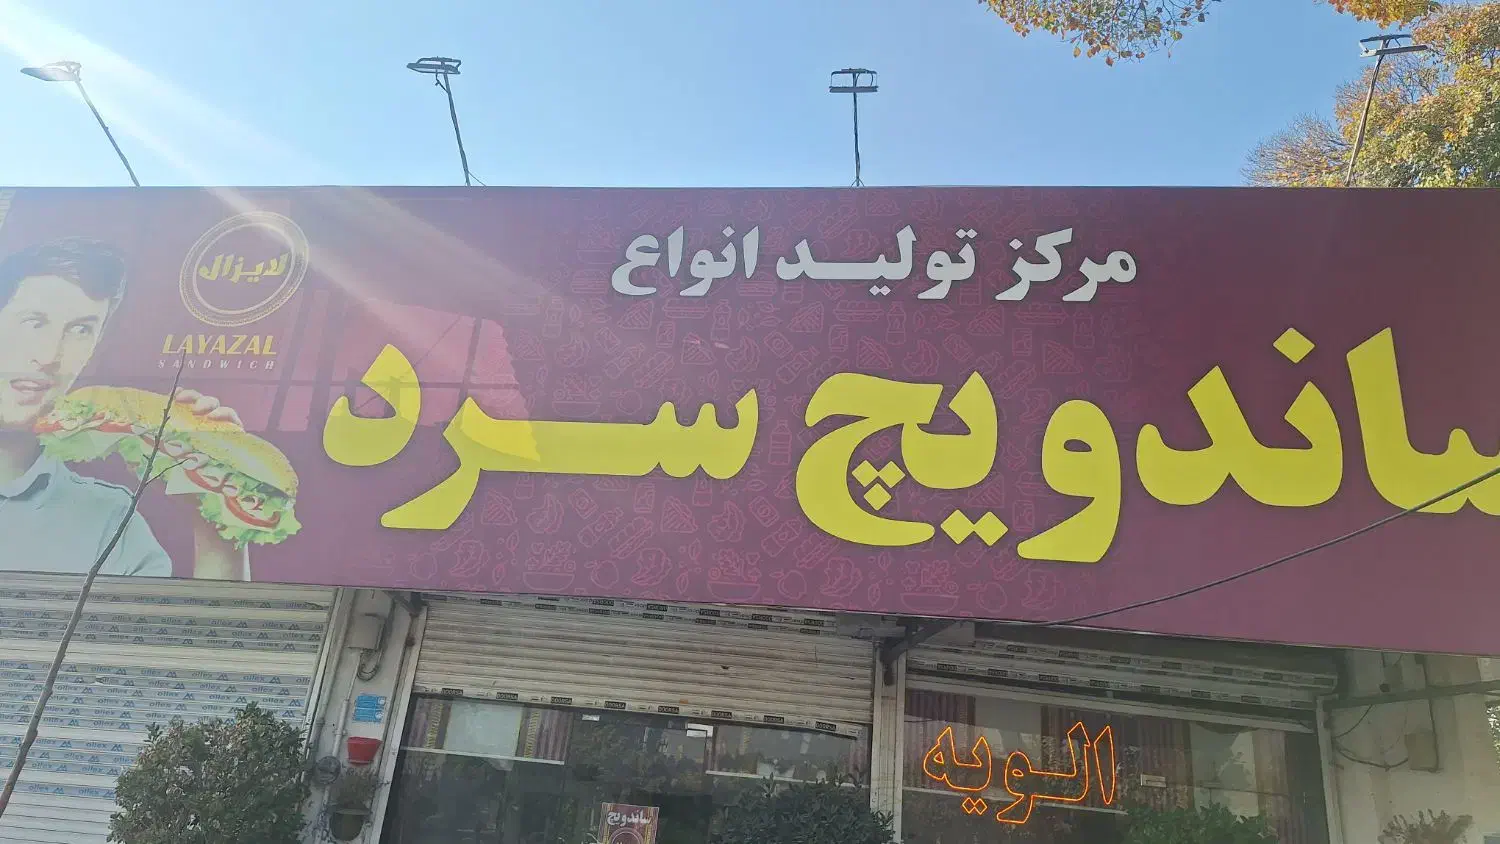 مرکز تولید انواع
ساندویچ سرد
لایزال
LAYAZAL
SANDWICH
الویه
ساندویچ